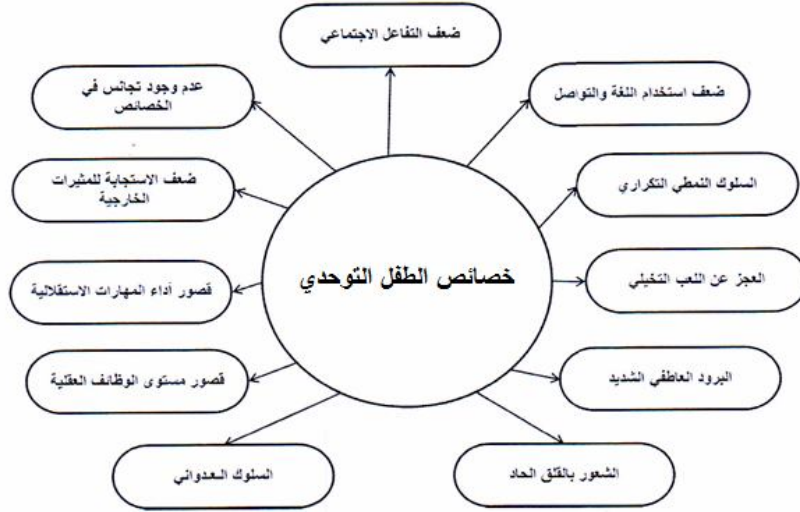 ضعف التفاعل الاجتماعي
ضعف استخدام اللغة والتواصل
عدم وجود تجانس في
الخصائص
السلوك النمطي التكراري
ضعف الاستجابة للمثيرات
الخارجية
العجز عن اللعب التخيلي
خصائص الطفل التوحدي
قصور أداء المهارات الاستقلالية
البرود العاطفي الشديد
قصور مستوى الوظائف العقلية
الشعور بالقلق الحاد
السلوك العدواني